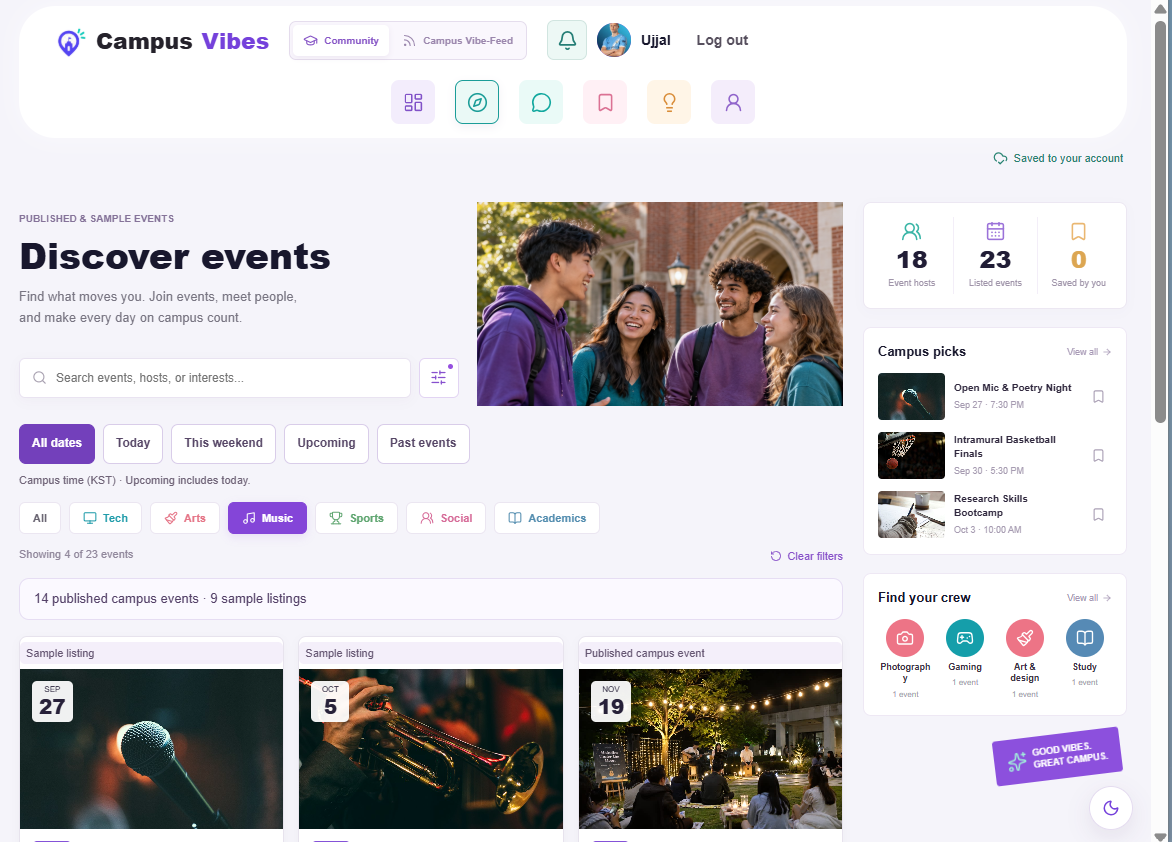 Campus Vibes
Community
Campus Vibe-Feed
Ujjal
Log out
Saved to your account
PUBLISHED & SAMPLE EVENTS
Discover events
Find what moves you. Join events, meet people,
and make every day on campus count.
Search events, hosts, or interests...
All dates
Today
This weekend
Upcoming
Past events
Campus time (KST) · Upcoming includes today.
All
Tech
Arts
Music
Sports
Social
Academics
Showing 4 of 23 events
Clear filters
14 published campus events · 9 sample listings
Sample listing
SEP
27
Sample listing
OCT
5
Published campus event
NOV
19
18
Event hosts
23
Listed events
0
Saved by you
Campus picks
View all
Open Mic & Poetry Night
Sep 27 · 7:30 PM
Intramural Basketball
Finals
Sep 30 · 5:30 PM
Research Skills
Bootcamp
Oct 3 · 10:00 AM
Find your crew
View all
Photograph
y
1 event
Gaming
1 event
Art &
design
1 event
Study
1 event
GOOD VIBES.
GREAT CAMPUS.